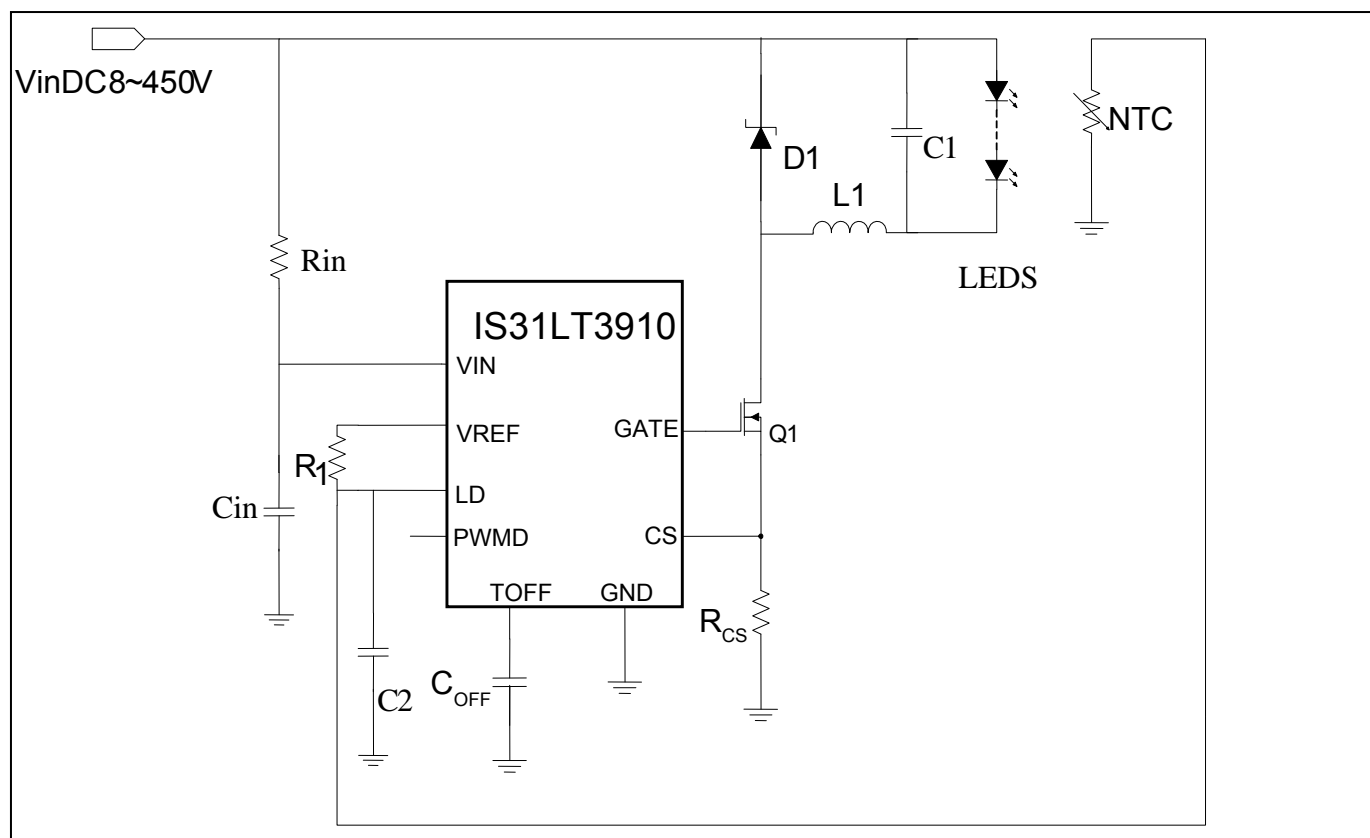 VinDC8~450V
NTC
C1
D1
L1
Rin
LEDS
IS31LT3910
VIN
VREF
GATE
Q1
R1
LD
Cin
PWMD
CS
TOFF
GND
RCS
COFF
C2